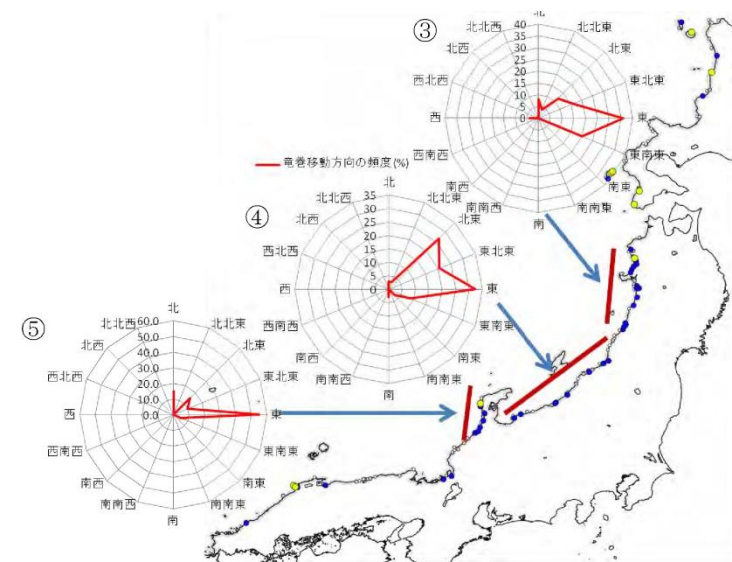 ③
北
北北東
北東
東北東
東
東南東
南東
南南東
南
南南西
南西
西南西
西
西北西
北西
北北西
40
35
30
25
20
15
10
5
0
竜巻移動方向の頻度(%)
④
北
北北東
北東
東北東
東
東南東
南東
南南東
南
南南西
南西
西南西
西
西北西
北西
北北西
35
30
25
20
15
10
5
0
⑤
北
北北東
北東
東北東
東
東南東
南東
南南東
南
南南西
南西
西南西
西
西北西
北西
北北西
60.0
50.0
40.0
30.0
20.0
10.0
0.0